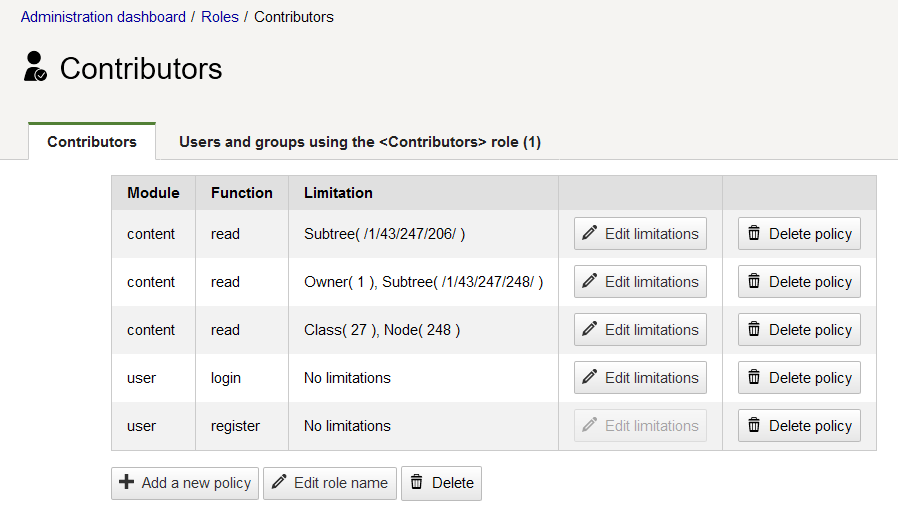 Administration dashboard / Roles / Contributors
Contributors
Contributors Users and groups using the <Contributors> role (1)
Module Function Limitation
content read Subtree( /1/43/247/206/ ) Edit limitations Delete policy
content read Owner( 1 ), Subtree( /1/43/247/248/ ) Edit limitations Delete policy
content read Class( 27 ), Node( 248 ) Edit limitations Delete policy
user login No limitations Edit limitations Delete policy
user register No limitations Edit limitations Delete policy
Add a new policy Edit role name Delete